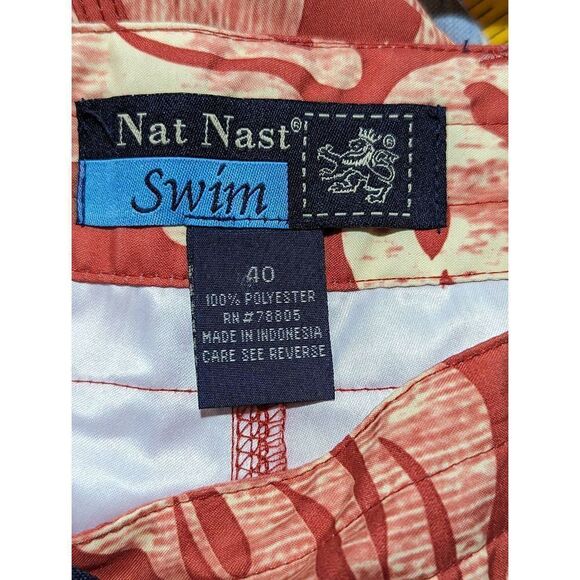 Nat Nast®
®
Swim
40
100% POLYESTER
RN#78805
MADE IN INDONESIA
CARE SEE REVERSE